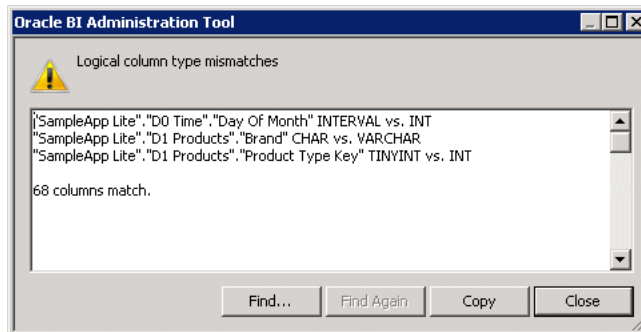 Oracle BI Administration Tool
Logical column type mismatches
"SampleApp Lite"."D0 Time"."Day Of Month" INTERVAL vs. INT
"SampleApp Lite"."D1 Products"."Brand" CHAR vs. VARCHAR
"SampleApp Lite"."D1 Products"."Product Type Key" TINYINT vs. INT
68 columns match.
Find... Find Again Copy Close